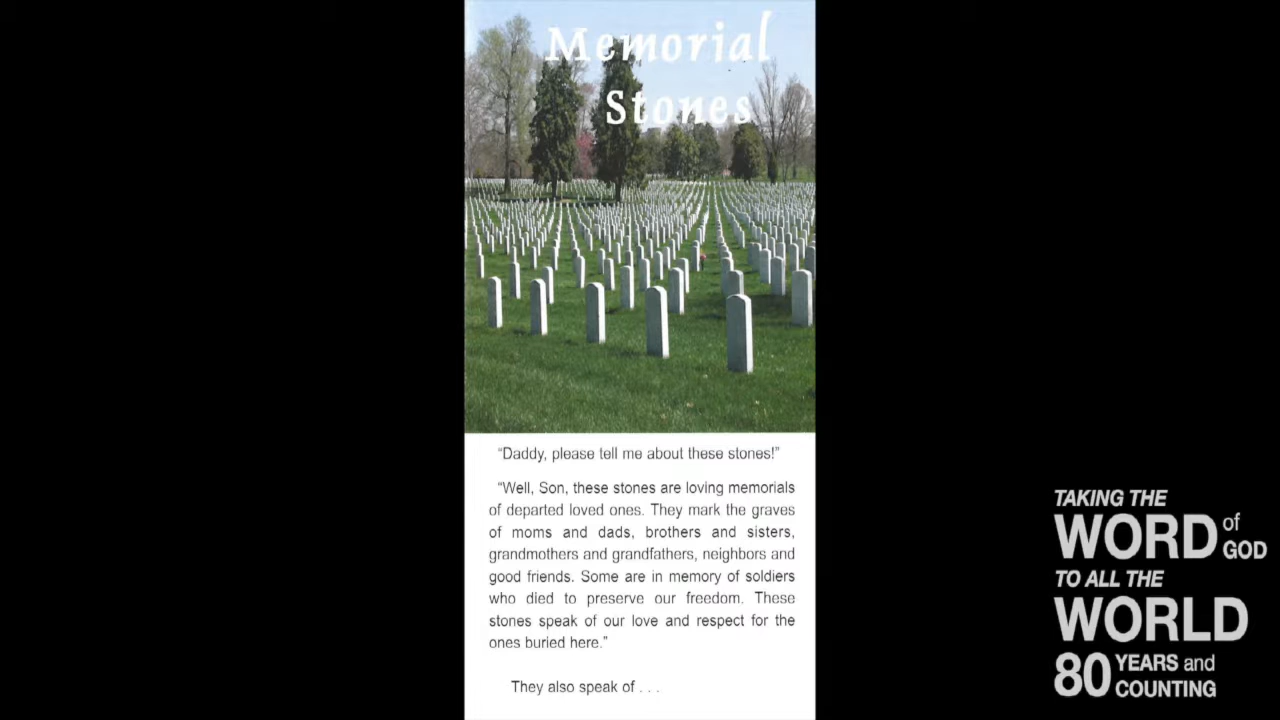 Memorial
Stones
"Daddy, please tell me about these stones!"
"Well, Son, these stones are loving memorials
of departed loved ones. They mark the graves
of moms and dads, brothers and sisters,
grandmothers and grandfathers, neighbors and
good friends. Some are in memory of soldiers
who died to preserve our freedom. These
stones speak of our love and respect for the
ones buried here."
They also speak of . . .
TAKING THE
WORD of GOD
TO ALL THE
WORLD
80 YEARS and
COUNTING